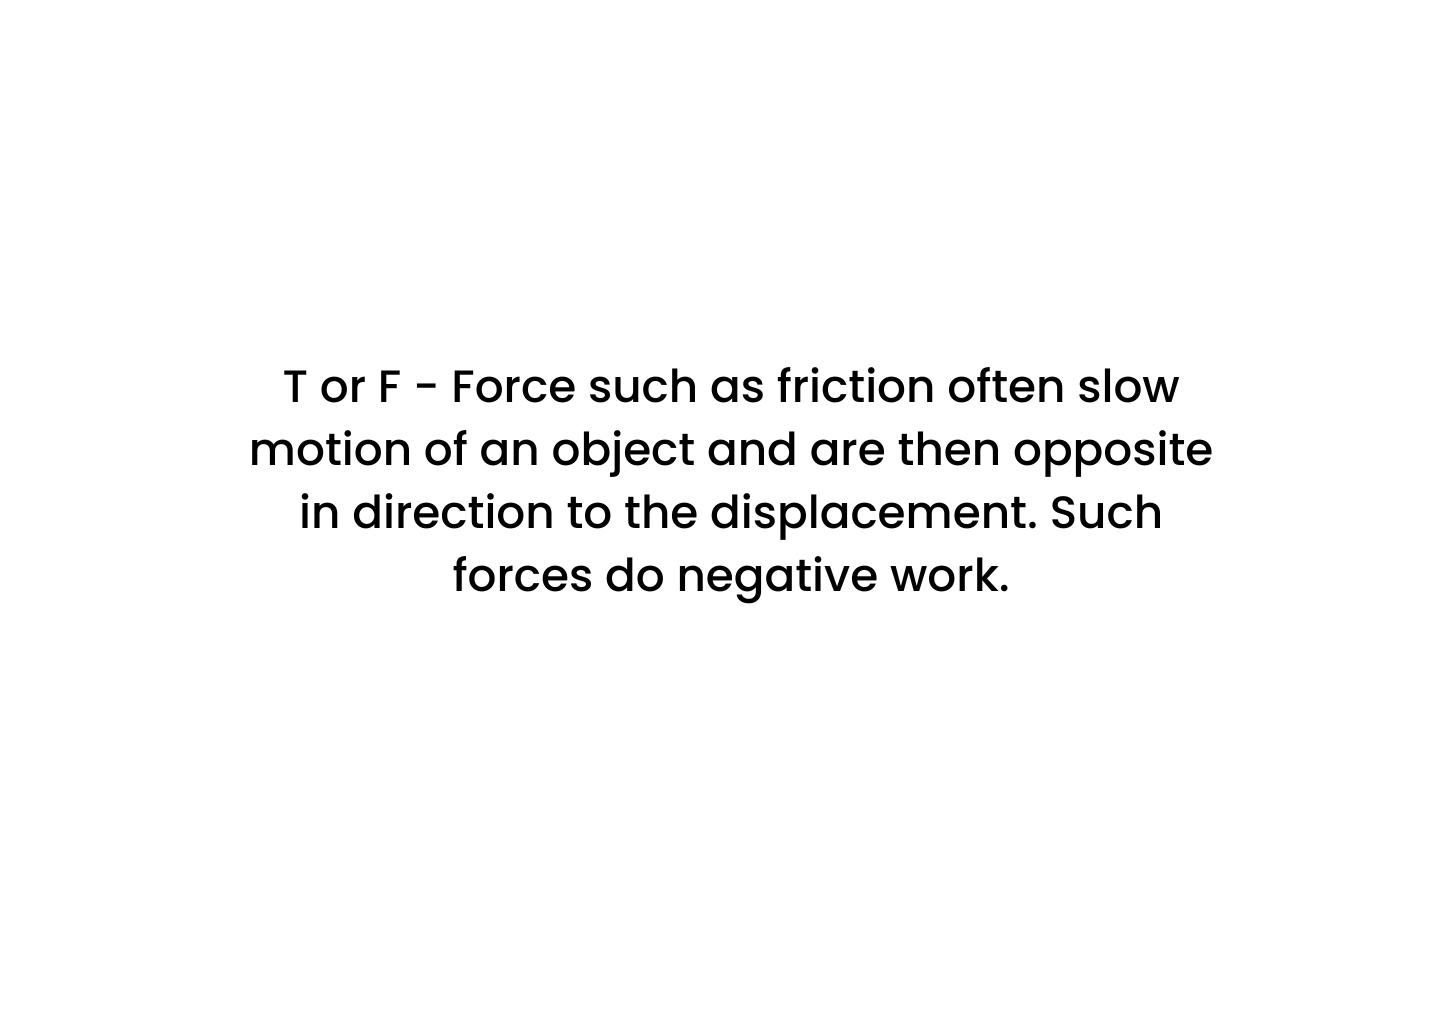 T or F - Force such as friction often slow
motion of an object and are then opposite
in direction to the displacement. Such
forces do negative work.